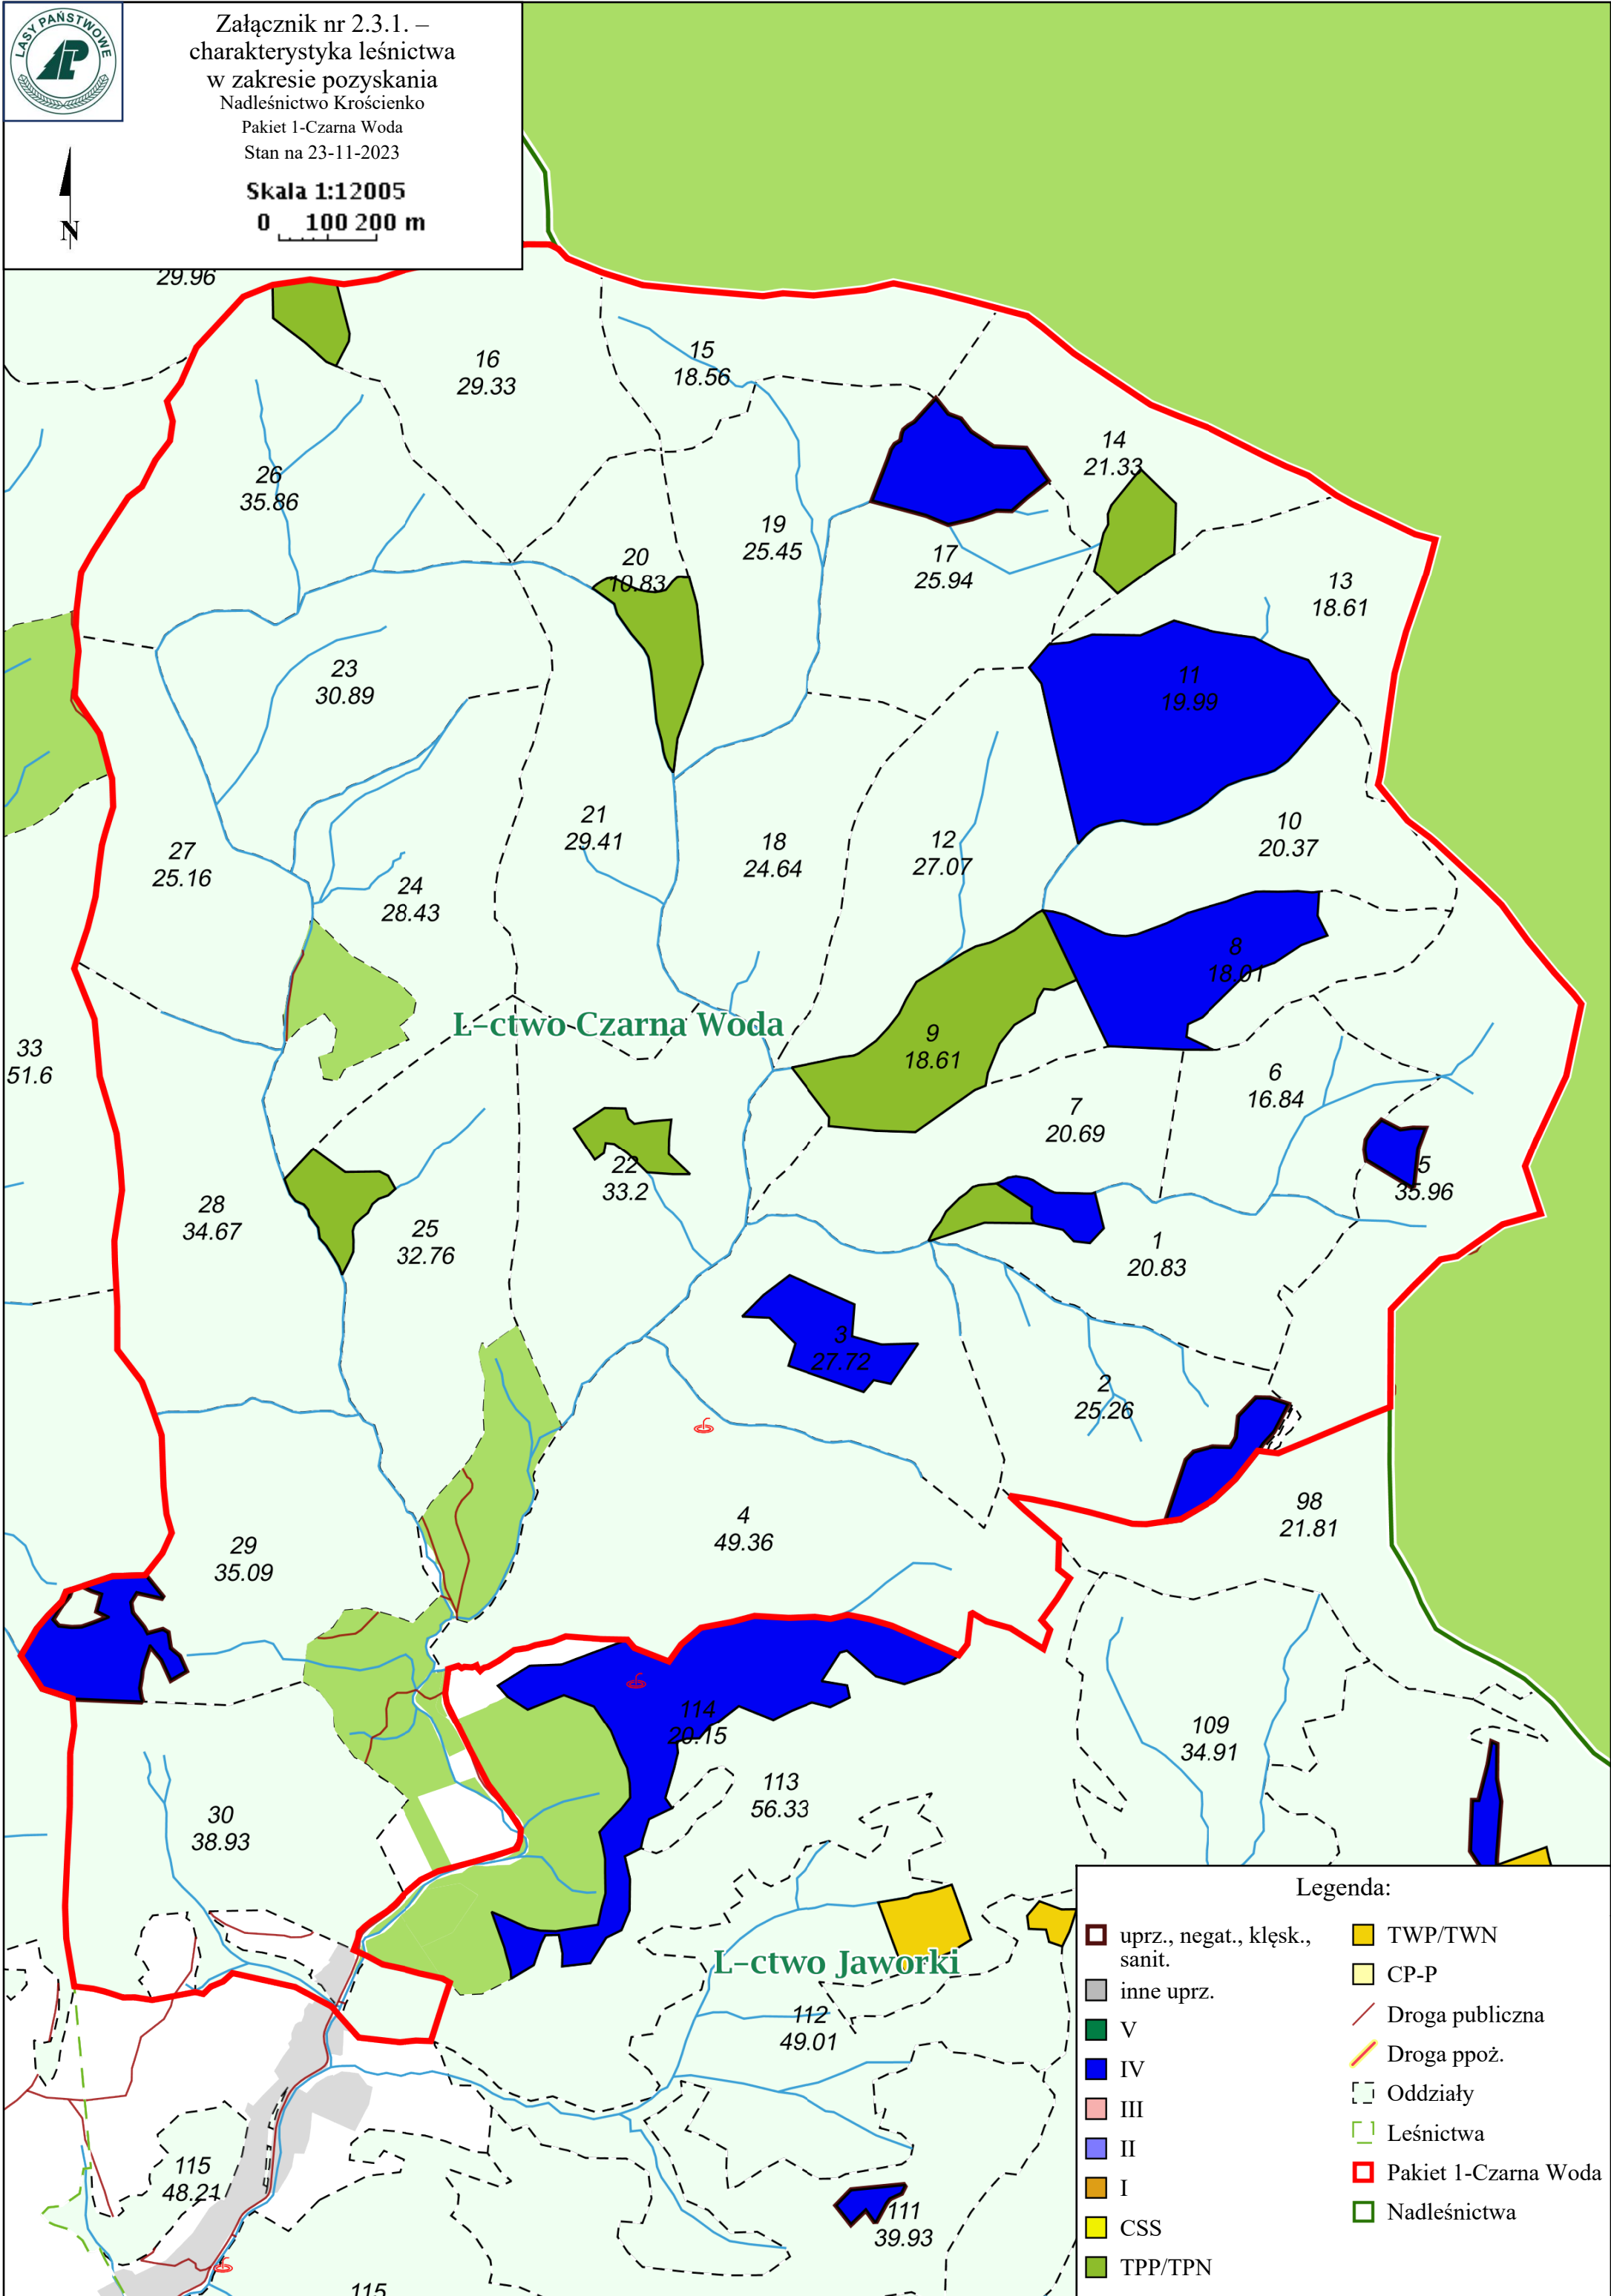 LASY PAŃSTWOWE
LP
Załącznik nr 2.3.1. –
charakterystyka leśnictwa
w zakresie pozyskania
Nadleśnictwo Krościenko
Pakiet 1-Czarna Woda
Stan na 23-11-2023
Skala 1:12005
0 100 200 m
N
29.96
16
29.33
15
18.56
14
21.33
26
35.86
19
25.45
20
10.83
17
25.94
13
18.61
23
30.89
11
19.99
27
25.16
21
29.41
18
24.64
12
27.07
10
20.37
24
28.43
8
18.01
L-ctwo Czarna Woda
33
51.6
9
18.61
6
16.84
7
20.69
22
33.2
5
35.96
28
34.67
25
32.76
1
20.83
3
27.72
2
25.26
4
49.36
98
21.81
29
35.09
114
20.15
109
34.91
113
56.33
30
38.93
L-ctwo Jaworki
112
49.01
115
48.21
111
39.93
115
Legenda:
uprz., negat., klęsk.,
sanit.
inne uprz.
V
IV
III
II
I
CSS
TPP/TPN
TWP/TWN
CP-P
Droga publiczna
Droga ppoż.
Oddziały
Leśnictwa
Pakiet 1-Czarna Woda
Nadleśnictwa